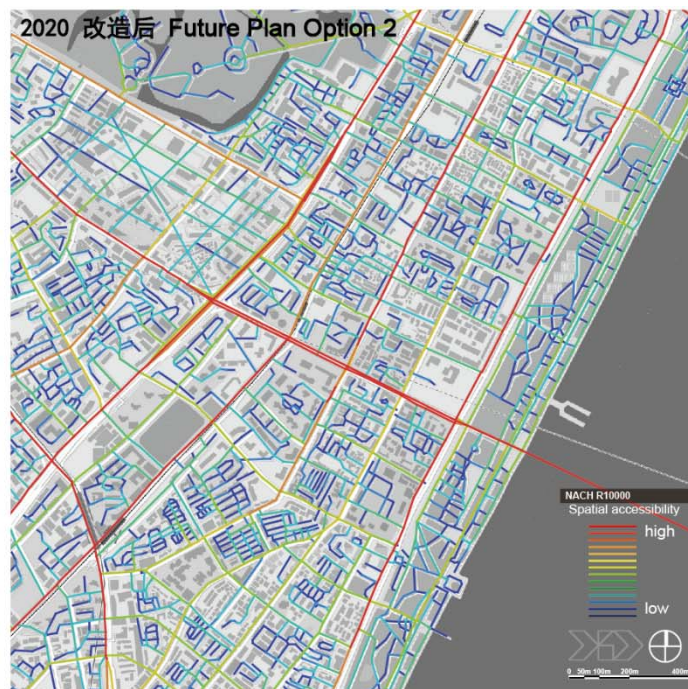 2020 改造后 Future Plan Option 2
NACH R10000
Spatial accessibility
high
low
0 50m 100m 200m 400m